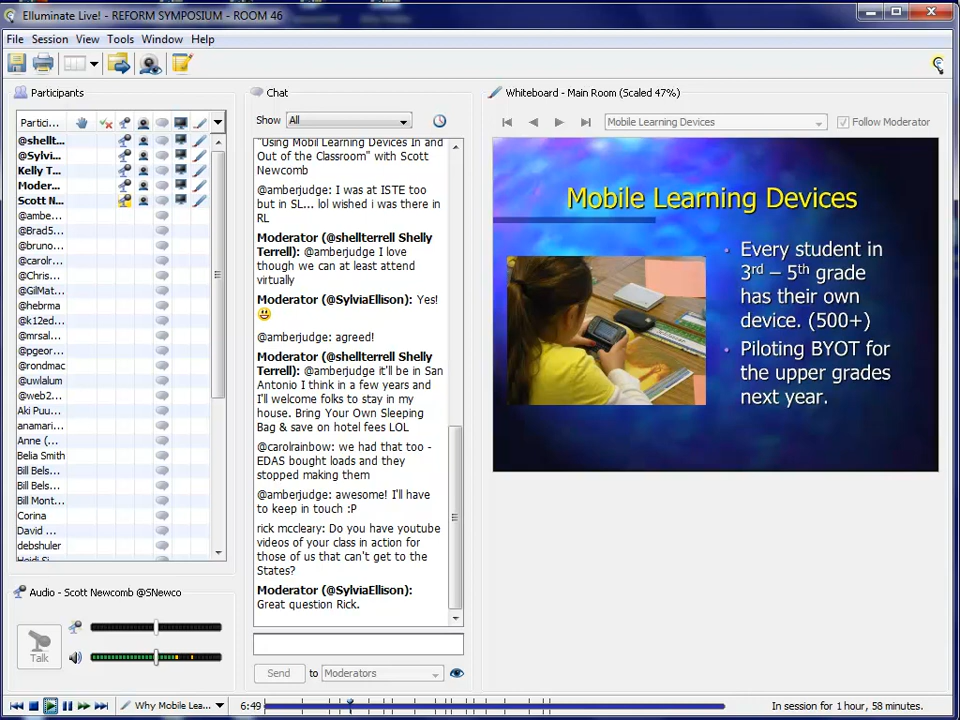 Elluminate Live! - REFORM SYMPOSIUM - ROOM 46
File Session View Tools Window Help
Participants
Partici...
@shellt...
@Sylvi...
Kelly T...
Moder...
Scott N...
@ambe...
@Brad5...
@bruno...
@carolr...
@Chris...
@GilMat...
@hebrma
@k12ed...
@mrsal...
@pgeor...
@rondmac
@uwlalum
@web2...
Aki Puu...
anamari...
Anne (...
Belia Smith
Bill Bels...
Bill Bels...
Bill Mont...
Corina
David ...
debshuler
Audio - Scott Newcomb @SNewco
Talk
Chat
Show All
"Using Mobil Learning Devices In and
Out of the Classroom" with Scott
Newcomb
@amberjudge: I was at ISTE too
but in SL... lol wished i was there in
RL
Moderator (@shellterrell Shelly
Terrell): @amberjudge I love
though we can at least attend
virtually
Moderator (@SylviaEllison): Yes!
@amberjudge: agreed!
Moderator (@shellterrell Shelly
Terrell): @amberjudge it'll be in San
Antonio I think in a few years and
I'll welcome folks to stay in my
house. Bring Your Own Sleeping
Bag & save on hotel fees LOL
@carolrainbow: we had that too -
EDAS bought loads and they
stopped making them
@amberjudge: awesome! I'll have
to keep in touch :P
rick mccleary: Do you have youtube
videos of your class in action for
those of us that can't get to the
States?
Moderator (@SylviaEllison):
Great question Rick.
Send to Moderators
Whiteboard - Main Room (Scaled 47%)
Mobile Learning Devices
Follow Moderator
Mobile Learning Devices
• Every student in
3rd – 5th grade
has their own
device. (500+)
• Piloting BYOT for
the upper grades
next year.
Why Mobile Lea...
6:49
In session for 1 hour, 58 minutes.